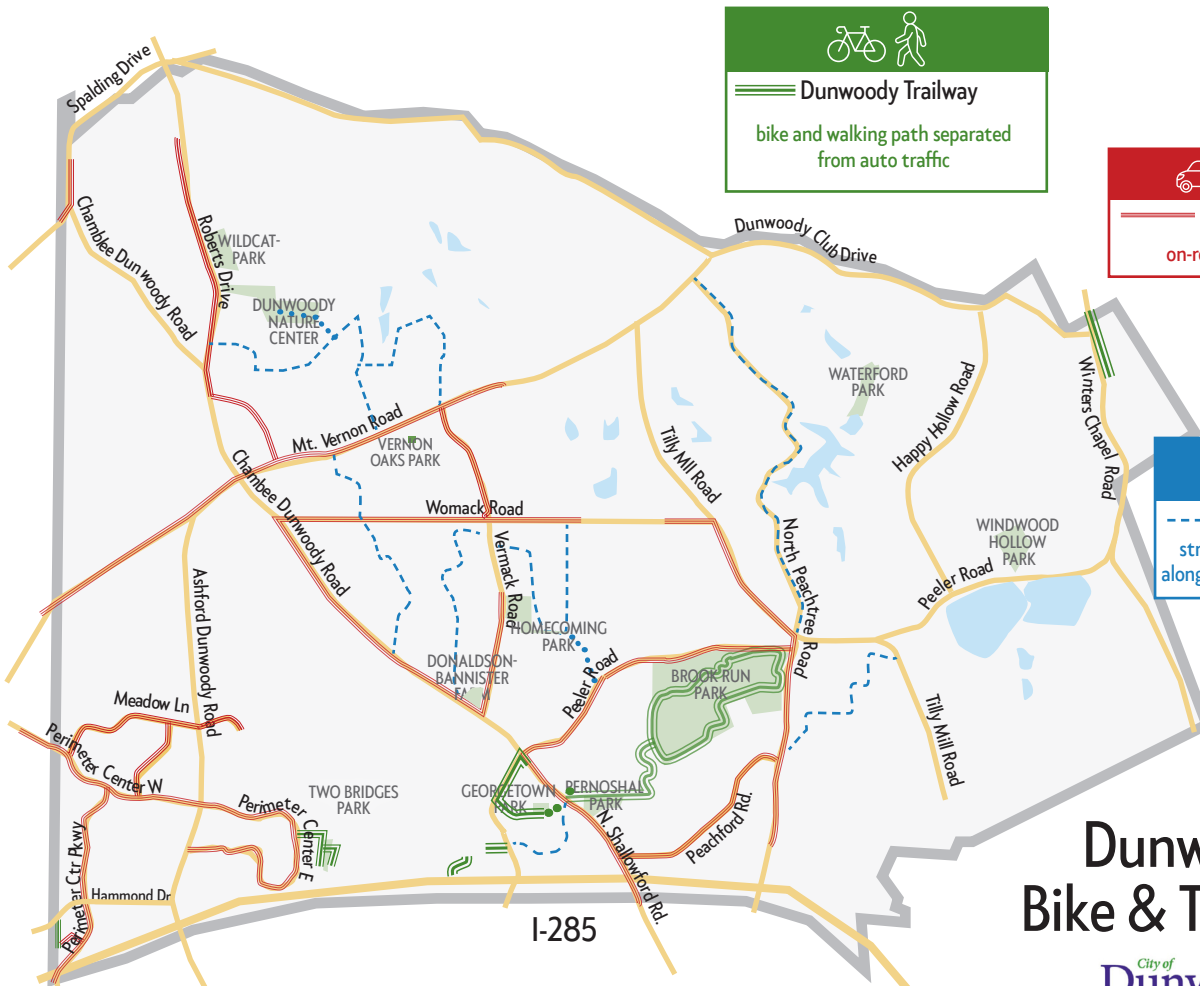 Spalding Drive
Dunwoody Trailway
bike and walking path separated
from auto traffic
Chamblee Dunwoody Road
Roberts Drive
WILDCAT-
PARK
Dunwoody Club Drive
on-r
DUNWOODY
NATURE
CENTER
WATERFORD
PARK
Happy Hollow Road
Winters Chapel Road
Mt. Vernon Road
VERNON
OAKS PARK
Tilly Mill Road
Chambee Dunwoody Road
Womack Road
Vermack Road
North Peachtree Road
WINDWOOD
HOLLOW
PARK
str
along
Peeler Road
Ashford Dunwoody Road
HOMECOMING
PARK
DONALDSON-
BANNISTER
Peeler Road
BROOK RUN
PARK
Meadow Ln
Tilly Mill Road
Perimeter Center W
Perimeter Center E
TWO BRIDGES
PARK
GEORGETOWN
PARK
PERNOSHAL
PARK
N. Shallowford Rd.
Peachford Rd.
Perimeter Ctr Pkwy
Hammond Dr
I-285
Dunw
Bike & T
City of
Dunw